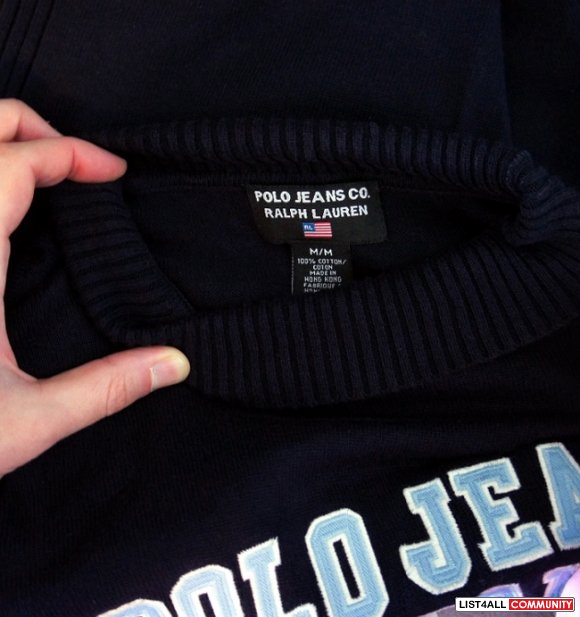 POLO JEANS CO.
RALPH LAUREN
RL
M/M
100% COTTON/
COTON
MADE IN
HONG KONG
FABRIQUÉ
POLO JEA
LIST4ALL COMMUNITY